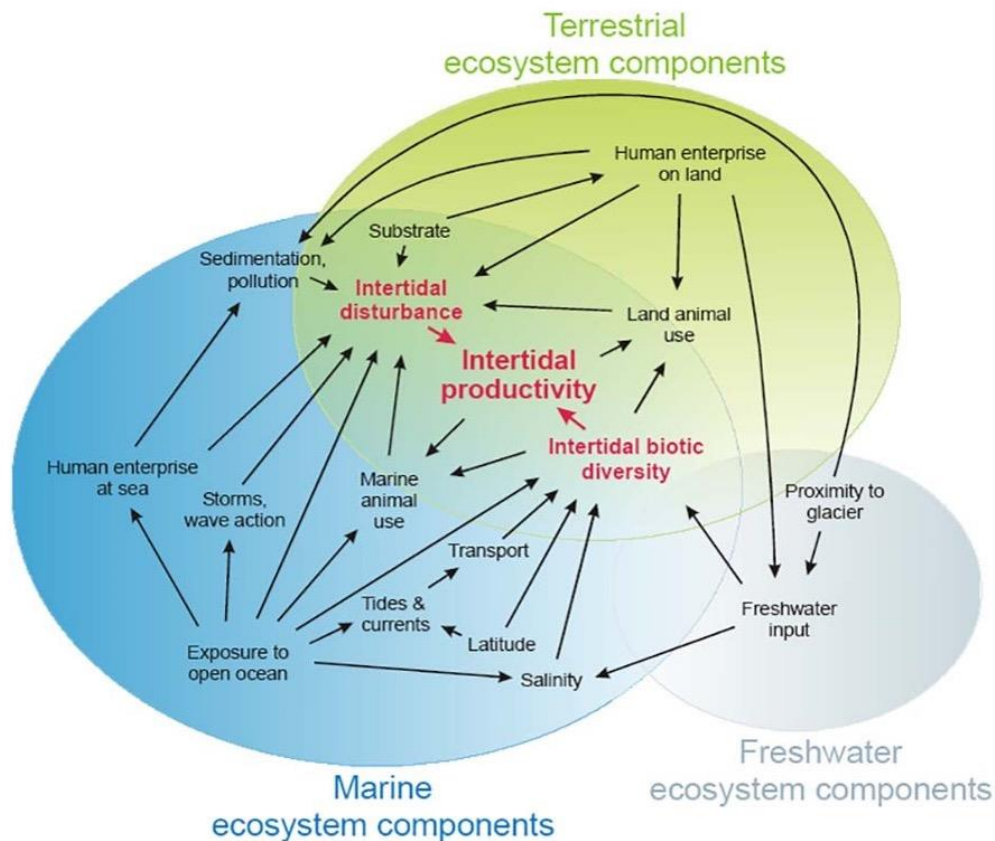 Terrestrial
ecosystem components
Human enterprise
on land
Substrate
Sedimentation,
pollution
Intertidal
disturbance
Land animal
use
Intertidal
productivity
Intertidal biotic
diversity
Human enterprise
at sea
Storms,
wave action
Marine
animal
use
Proximity to
glacier
Transport
Tides &
currents
Latitude
Freshwater
input
Exposure to
open ocean
Salinity
Freshwater
ecosystem components
Marine
ecosystem components